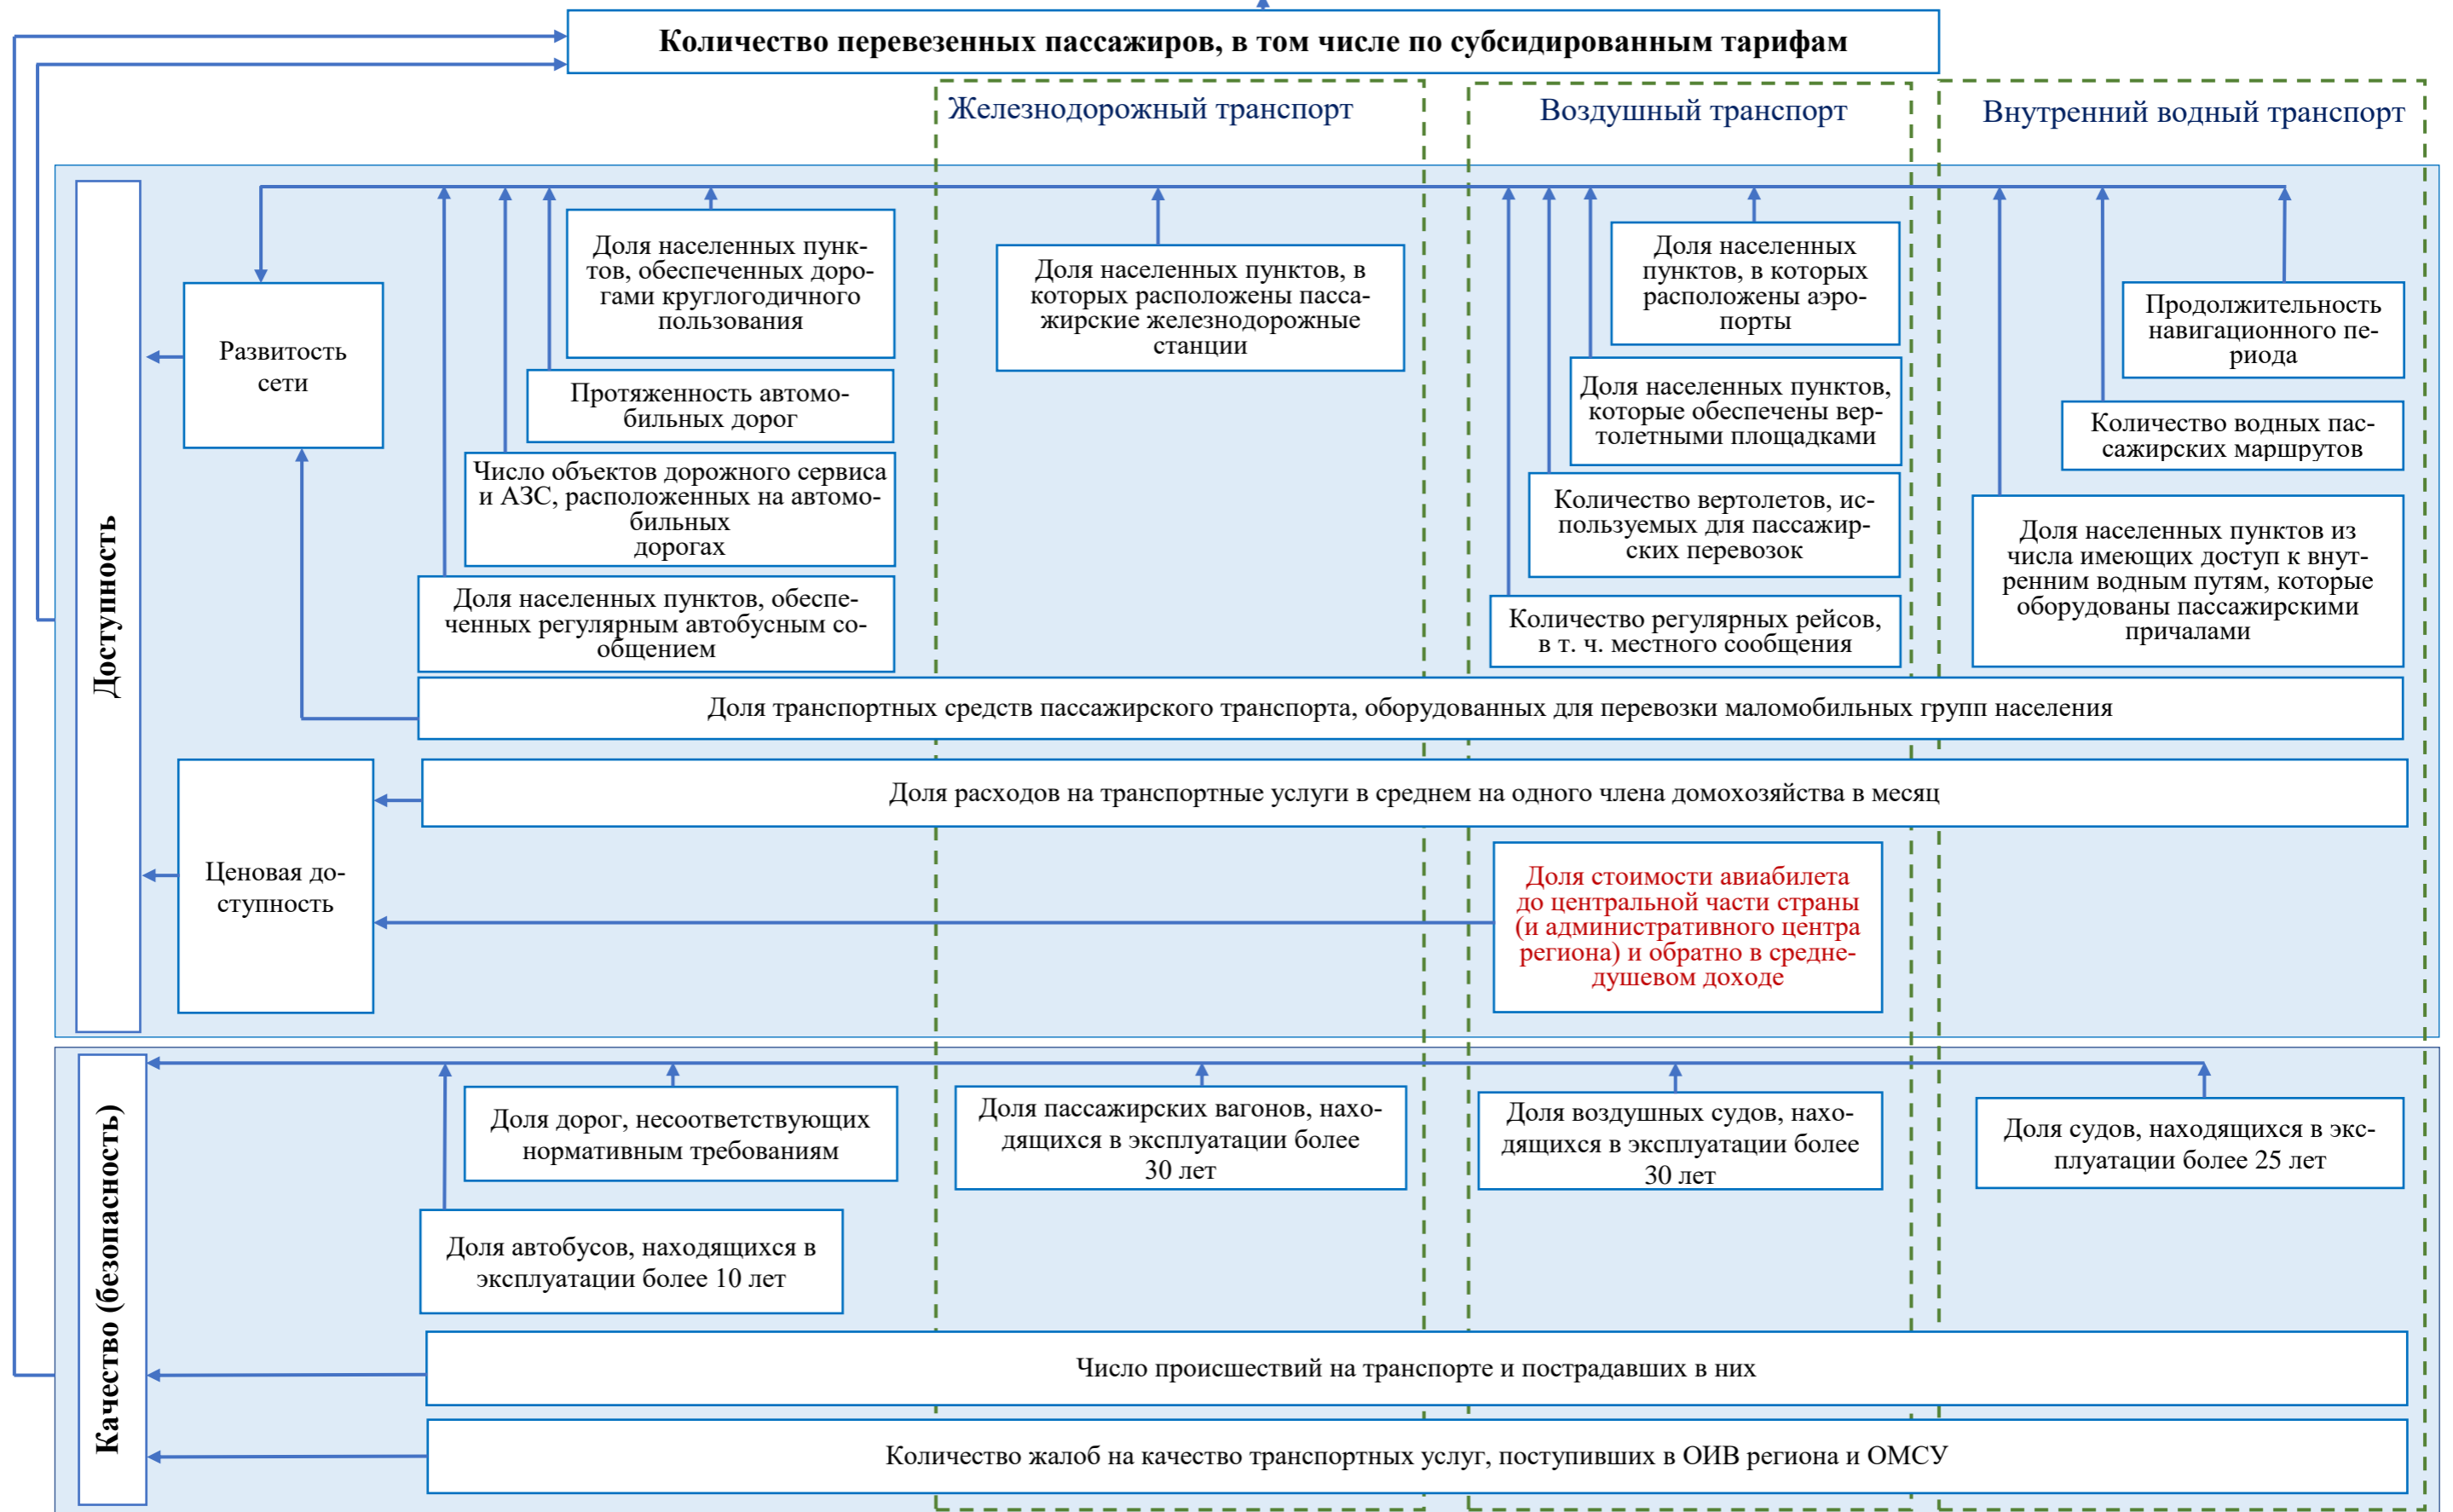 Количество перевезенных пассажиров, в том числе по субсидированным тарифам
Железнодорожный транспорт
Воздушный транспорт
Внутренний водный транспорт
Доступность
Развитость
сети
Доля населенных пунк-
тов, обеспеченных доро-
гами круглогодичного
пользования
Протяженность автомо-
бильных дорог
Число объектов дорожного сервиса
и АЗС, расположенных на автомо-
бильных
дорогах
Доля населенных пунктов, обеспе-
ченных регулярным автобусным со-
общением
Доля населенных пунктов, в
которых расположены пасса-
жирские железнодорожные
станции
Доля населенных
пунктов, в которых
расположены аэро-
порты
Доля населенных пунктов,
которые обеспечены вер-
толетными площадками
Количество вертолетов, ис-
пользуемых для пассажир-
ских перевозок
Количество регулярных рейсов,
в т. ч. местного сообщения
Продолжительность
навигационного пе-
риода
Количество водных пас-
сажирских маршрутов
Доля населенных пунктов из
числа имеющих доступ к внут-
ренним водным путям, которые
оборудованы пассажирскими
причалами
Доля транспортных средств пассажирского транспорта, оборудованных для перевозки маломобильных групп населения
Ценовая до-
ступность
Доля расходов на транспортные услуги в среднем на одного члена домохозяйства в месяц
Доля стоимости авиабилета
до центральной части страны
(и административного центра
региона) и обратно в средне-
душевом доходе
Качество (безопасность)
Доля дорог, несоответствующих
нормативным требованиям
Доля пассажирских вагонов, нахо-
дящихся в эксплуатации более
30 лет
Доля воздушных судов, нахо-
дящихся в эксплуатации более
30 лет
Доля судов, находящихся в экс-
плуатации более 25 лет
Доля автобусов, находящихся в
эксплуатации более 10 лет
Число происшествий на транспорте и пострадавших в них
Количество жалоб на качество транспортных услуг, поступивших в ОИВ региона и ОМСУ